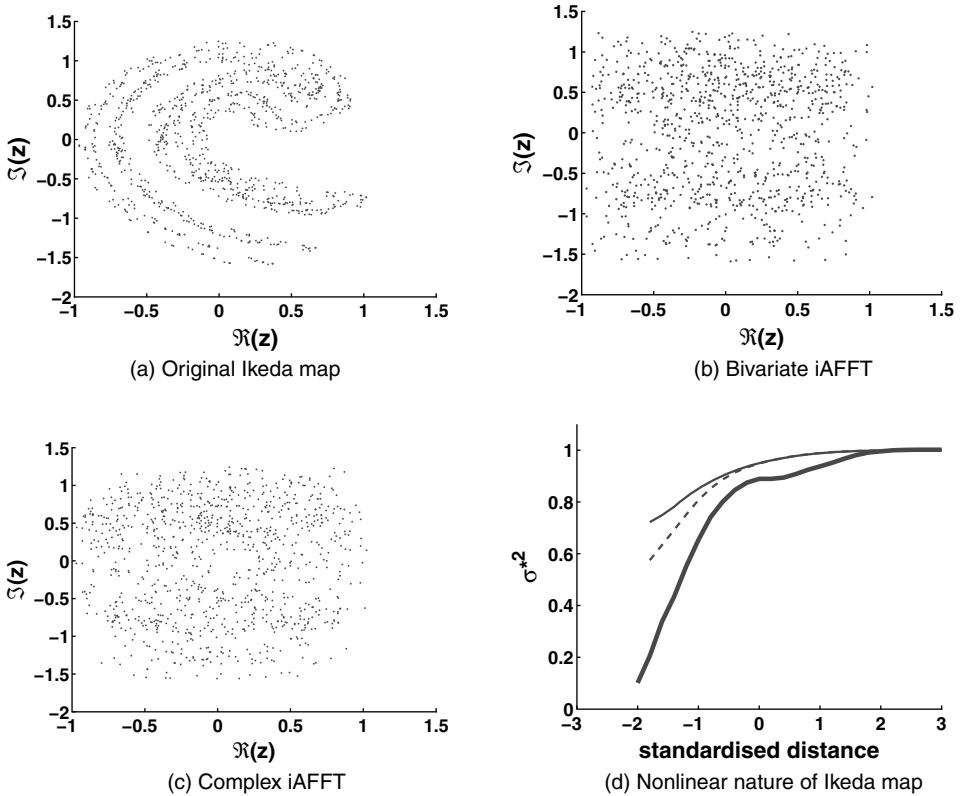 1.5
1
0.5
0
−0.5
−1
−1.5
−2
ℑ(z)
−1 −0.5 0 0.5 1 1.5
ℜ(z)
(a) Original Ikeda map
1.5
1
0.5
0
−0.5
−1
−1.5
−2
ℑ(z)
−1 −0.5 0 0.5 1 1.5
ℜ(z)
(b) Bivariate iAFFT
1.5
1
0.5
0
−0.5
−1
−1.5
−2
ℑ(z)
−1 −0.5 0 0.5 1 1.5
ℜ(z)
(c) Complex iAFFT
1
0.8
0.6
0.4
0.2
0
σ*2
−3 −2 −1 0 1 2 3
standardised distance
(d) Nonlinear nature of Ikeda map